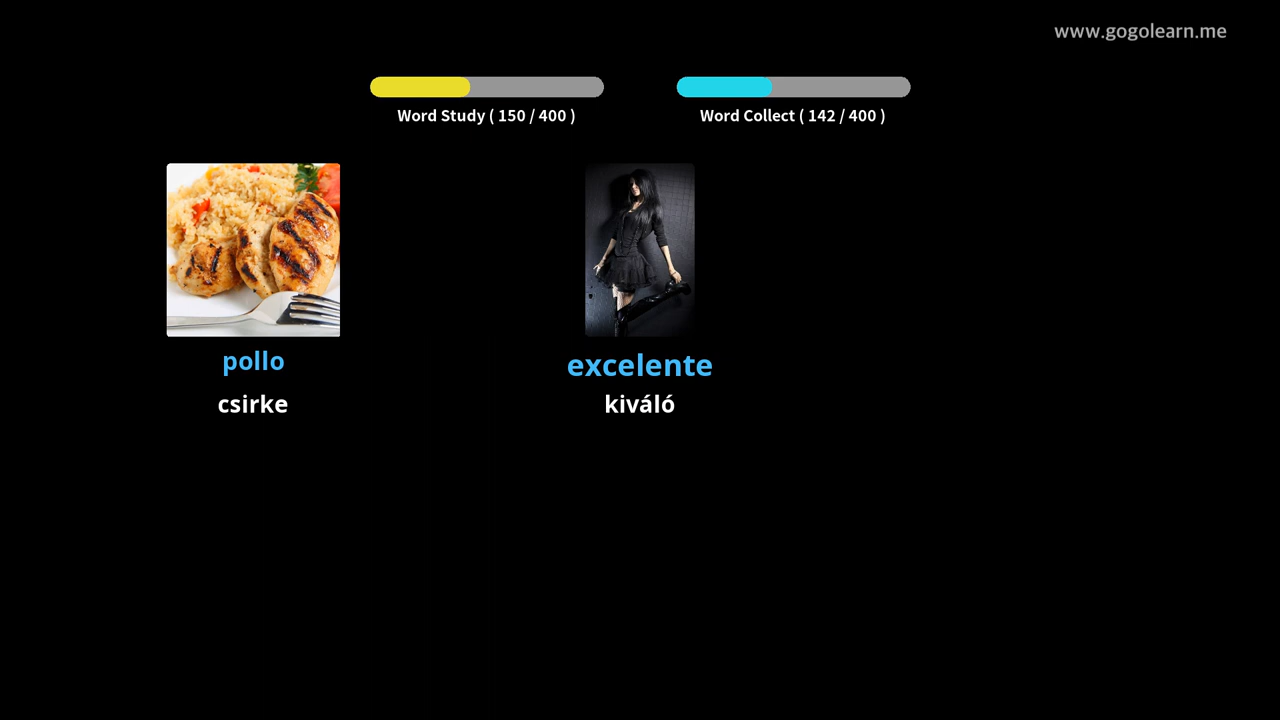 www.gogolearn.me
Word Study ( 150 / 400 )
Word Collect ( 142 / 400 )
pollo
csirke
excelente
kiváló